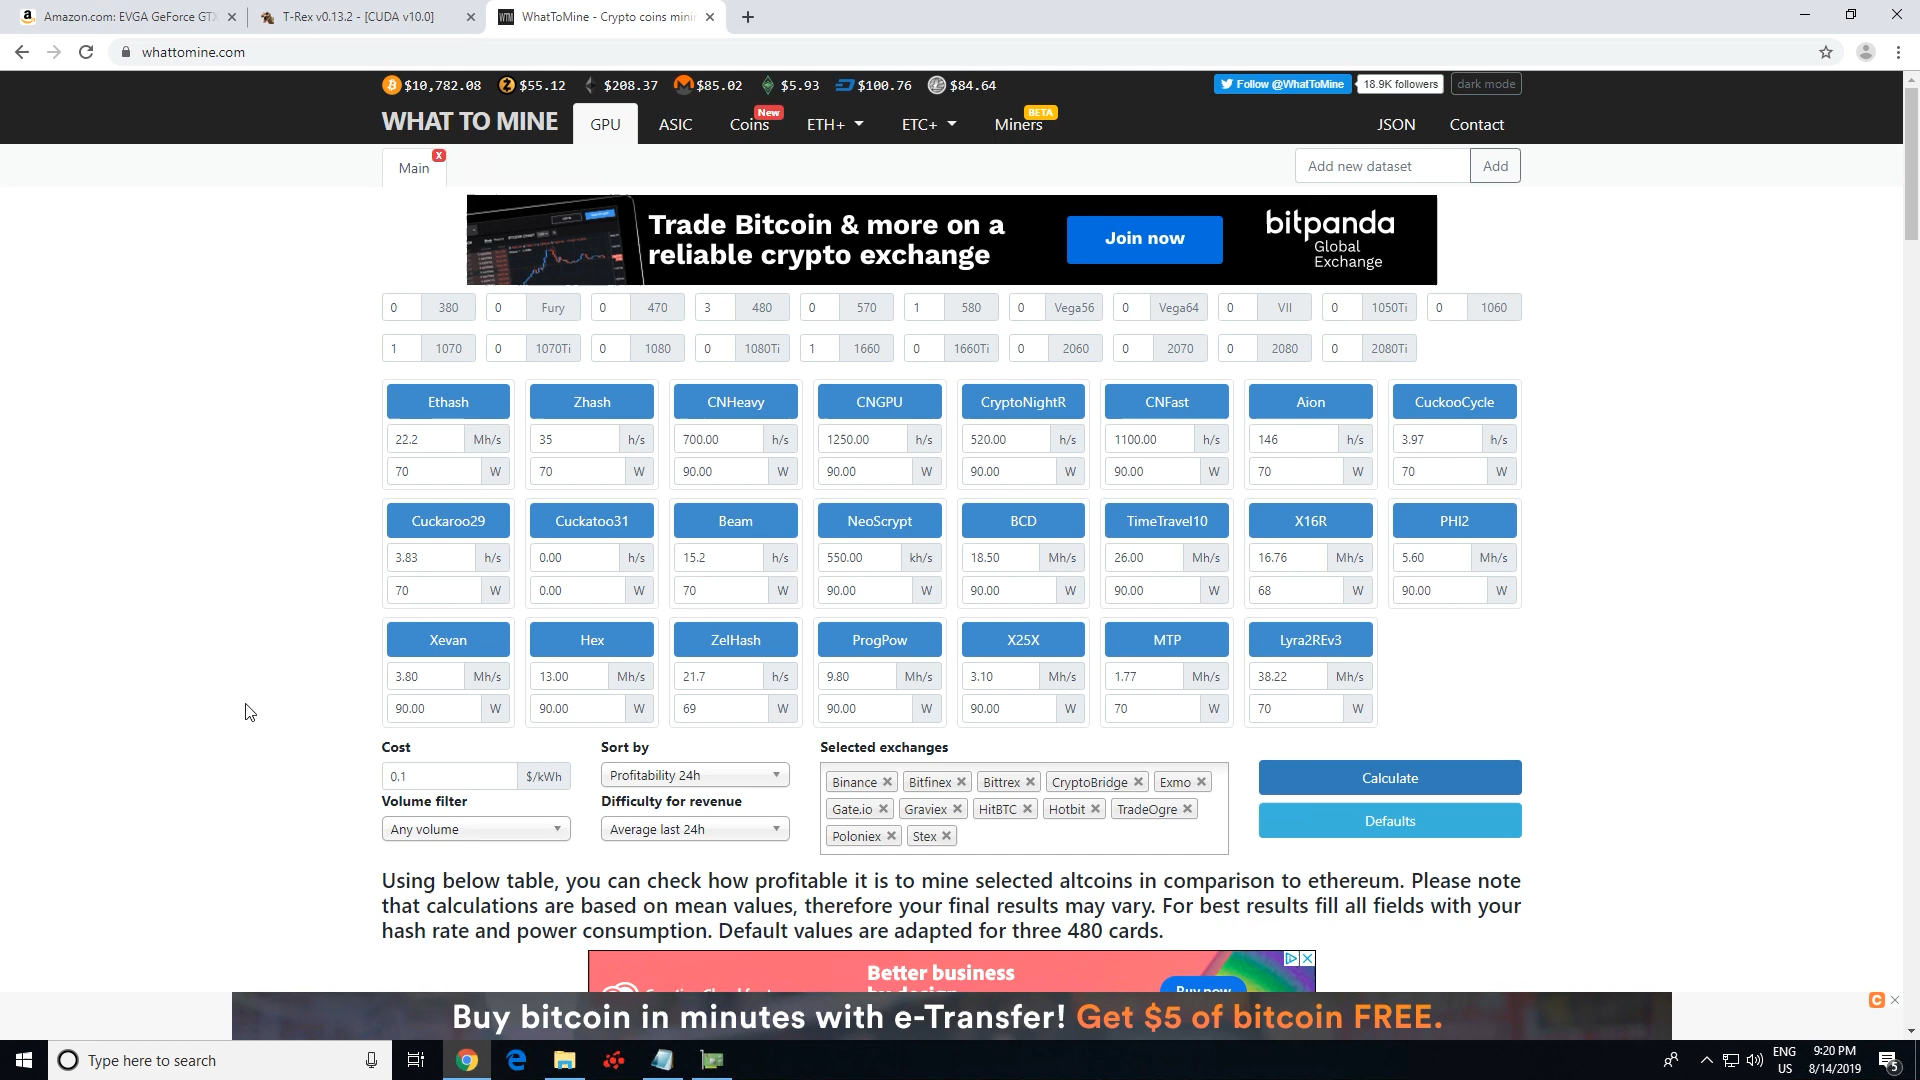 Amazon.com: EVGA GeForce GTX
T-Rex v0.13.2 - [CUDA v10.0]
WTM WhatToMine - Crypto coins mini
whattomine.com
$10,782.08 $55.12 $208.37 $85.02 $5.93 $100.76 $84.64
Follow @WhatToMine 18.9K followers dark mode
WHAT TO MINE GPU ASIC Coins New ETH+ ETC+ Miners BETA JSON Contact
Main x Add new dataset Add
Trade Bitcoin & more on a
reliable crypto exchange
Join now
bitpanda
Global
Exchange
0 380 0 Fury 0 470 3 480 0 570 1 580 0 Vega56 0 Vega64 0 VII 0 1050Ti 0 1060
1 1070 0 1070Ti 0 1080 0 1080Ti 1 1660 0 1660Ti 0 2060 0 2070 0 2080 0 2080Ti
Ethash Zhash CNHeavy CNGPU CryptoNightR CNFast Aion CuckooCycle
22.2 Mh/s 35 h/s 700.00 h/s 1250.00 h/s 520.00 h/s 1100.00 h/s 146 h/s 3.97 h/s
70 W 70 W 90.00 W 90.00 W 90.00 W 90.00 W 70 W 70 W
Cuckaroo29 Cuckatoo31 Beam NeoScrypt BCD TimeTravel10 X16R PHI2
3.83 h/s 0.00 h/s 15.2 h/s 550.00 kh/s 18.50 Mh/s 26.00 Mh/s 16.76 Mh/s 5.60 Mh/s
70 W 0.00 W 70 W 90.00 W 90.00 W 90.00 W 68 W 90.00 W
Xevan Hex ZelHash ProgPow X25X MTP Lyra2REv3
3.80 Mh/s 13.00 Mh/s 21.7 h/s 9.80 Mh/s 3.10 Mh/s 1.77 Mh/s 38.22 Mh/s
90.00 W 90.00 W 69 W 90.00 W 90.00 W 70 W 70 W
Cost Sort by Selected exchanges
0.1 $/kWh Profitability 24h Binance Bitfinex Bittrex CryptoBridge Exmo Calculate
Volume filter Difficulty for revenue Gate.io Graviex HitBTC Hotbit TradeOgre Defaults
Any volume Average last 24h Poloniex Stex
Using below table, you can check how profitable it is to mine selected altcoins in comparison to ethereum. Please note
that calculations are based on mean values, therefore your final results may vary. For best results fill all fields with your
hash rate and power consumption. Default values are adapted for three 480 cards.
Better business
Buy now
Buy bitcoin in minutes with e-Transfer! Get $5 of bitcoin FREE.
Type here to search
ENG
US
9:20 PM
8/14/2019
5